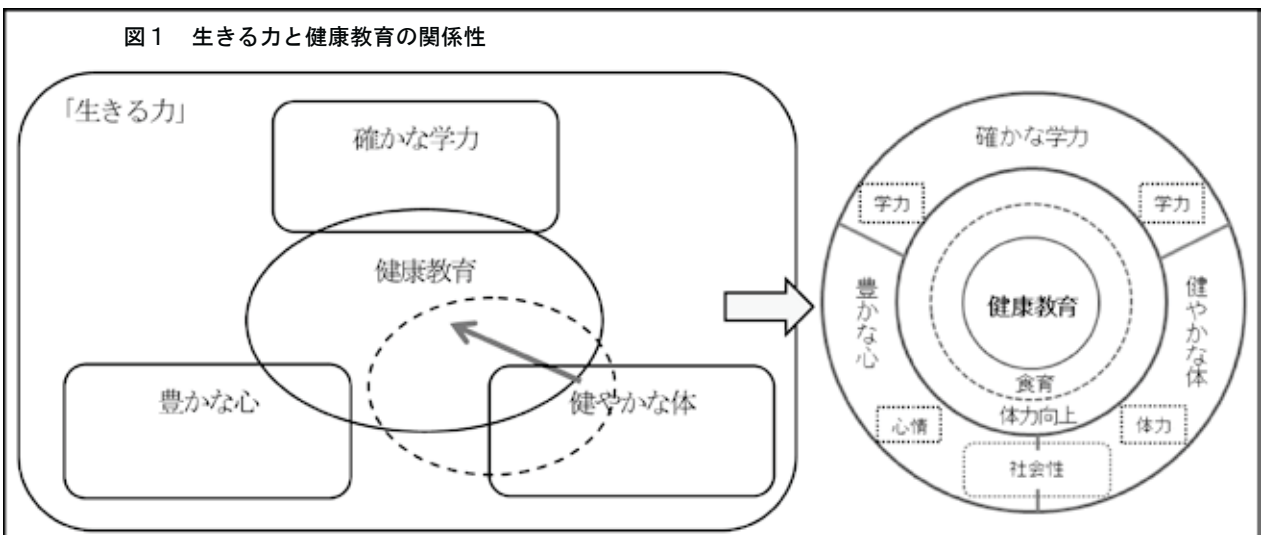 図1 生きる力と健康教育の関係性
「生きる力」
確かな学力
健康教育
豊かな心
健やかな体
確かな学力
学力
学力
豊かな心
健やかな体
健康教育
食育
体力向上
心情
体力
社会性